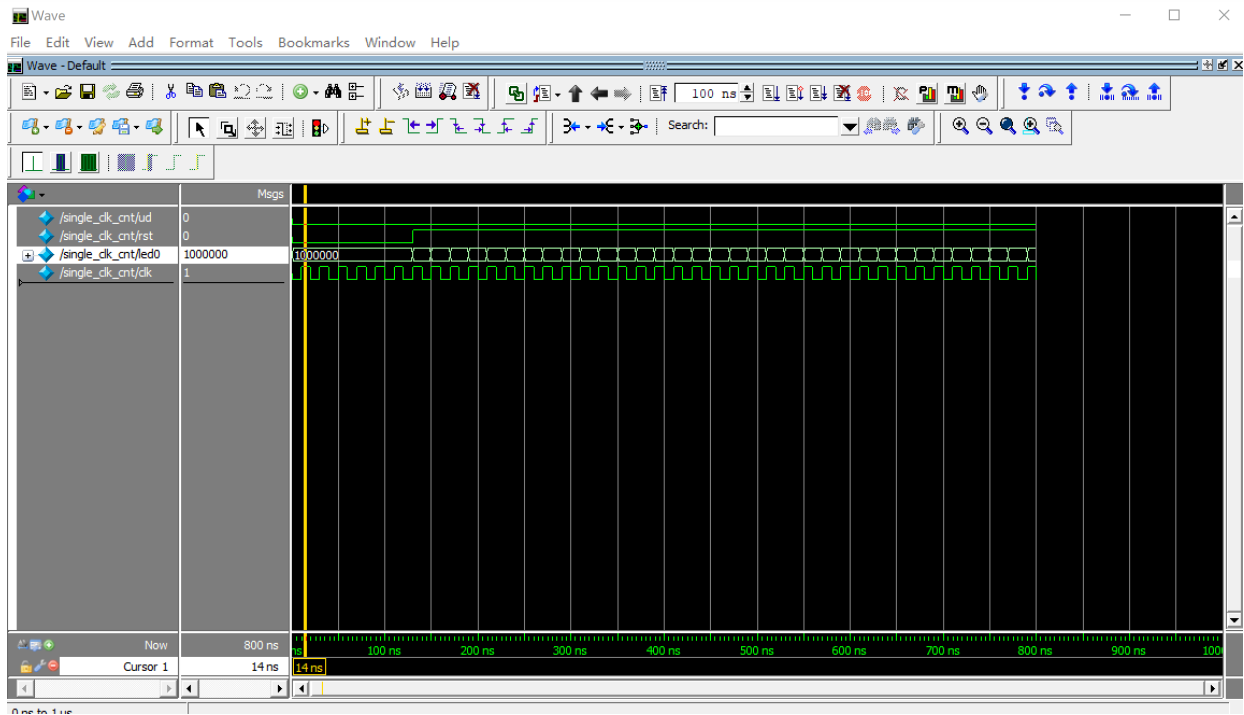 Wave
File Edit View Add Format Tools Bookmarks Window Help
Wave - Default
100 ns
Search:
Msgs
/single_clk_cnt/ud 0
/single_clk_cnt/rst 0
/single_clk_cnt/led0 1000000 1000000
/single_clk_cnt/clk 1
Now 800 ns ns 100 ns 200 ns 300 ns 400 ns 500 ns 600 ns 700 ns 800 ns 900 ns 100
Cursor 1 14 ns 14 ns
0 ns to 1 us